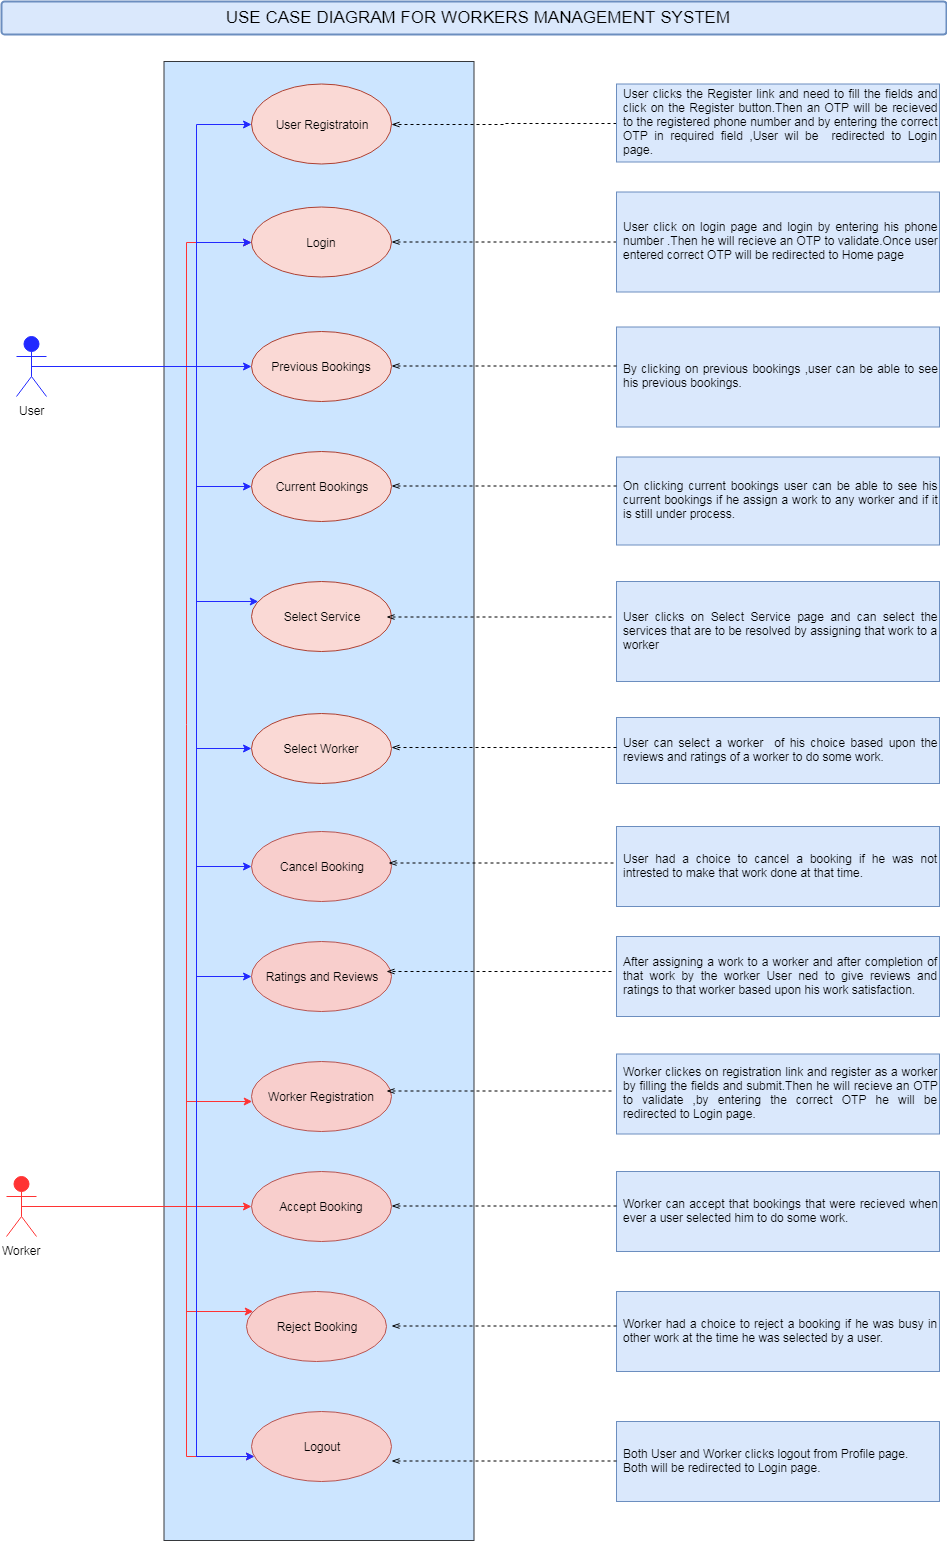 USE CASE DIAGRAM FOR WORKERS MANAGEMENT SYSTEM
User Registratoin
User clicks the Register link and need to fill the fields and
click on the Register button.Then an OTP will be recieved
to the registered phone number and by entering the correct
OTP in required field ,User wil be redirected to Login
page.
Login
User click on login page and login by entering his phone
number .Then he will recieve an OTP to validate.Once user
entered correct OTP will be redirected to Home page
User
Previous Bookings
By clicking on previous bookings ,user can be able to see
his previous bookings.
Current Bookings
On clicking current bookings user can be able to see his
current bookings if he assign a work to any worker and if it
is still under process.
Select Service
User clicks on Select Service page and can select the
services that are to be resolved by assigning that work to a
worker
Select Worker
User can select a worker of his choice based upon the
reviews and ratings of a worker to do some work.
Cancel Booking
User had a choice to cancel a booking if he was not
intrested to make that work done at that time.
Ratings and Reviews
After assigning a work to a worker and after completion of
that work by the worker User ned to give reviews and
ratings to that worker based upon his work satisfaction.
Worker Registration
Worker clickes on registration link and register as a worker
by filling the fields and submit.Then he will recieve an OTP
to validate ,by entering the correct OTP he will be
redirected to Login page.
Worker
Accept Booking
Worker can accept that bookings that were recieved when
ever a user selected him to do some work.
Reject Booking
Worker had a choice to reject a booking if he was busy in
other work at the time he was selected by a user.
Logout
Both User and Worker clicks logout from Profile page.
Both will be redirected to Login page.